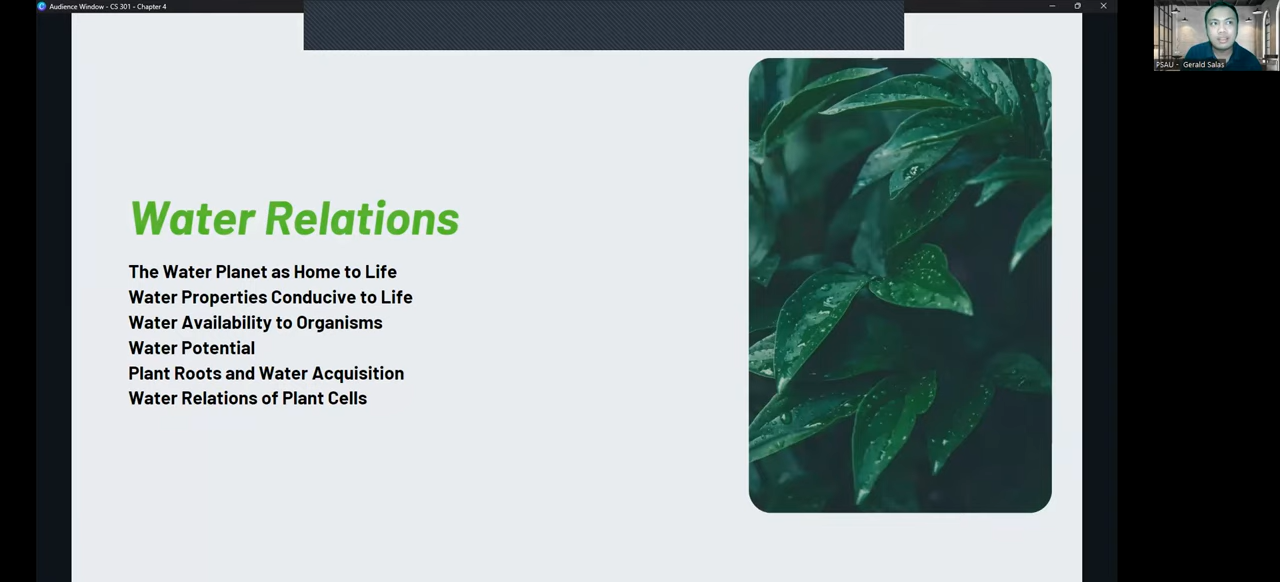 Audience Window - CS 301 - Chapter 4
PSAU - Gerald Salas
Water Relations
The Water Planet as Home to Life
Water Properties Conducive to Life
Water Availability to Organisms
Water Potential
Plant Roots and Water Acquisition
Water Relations of Plant Cells